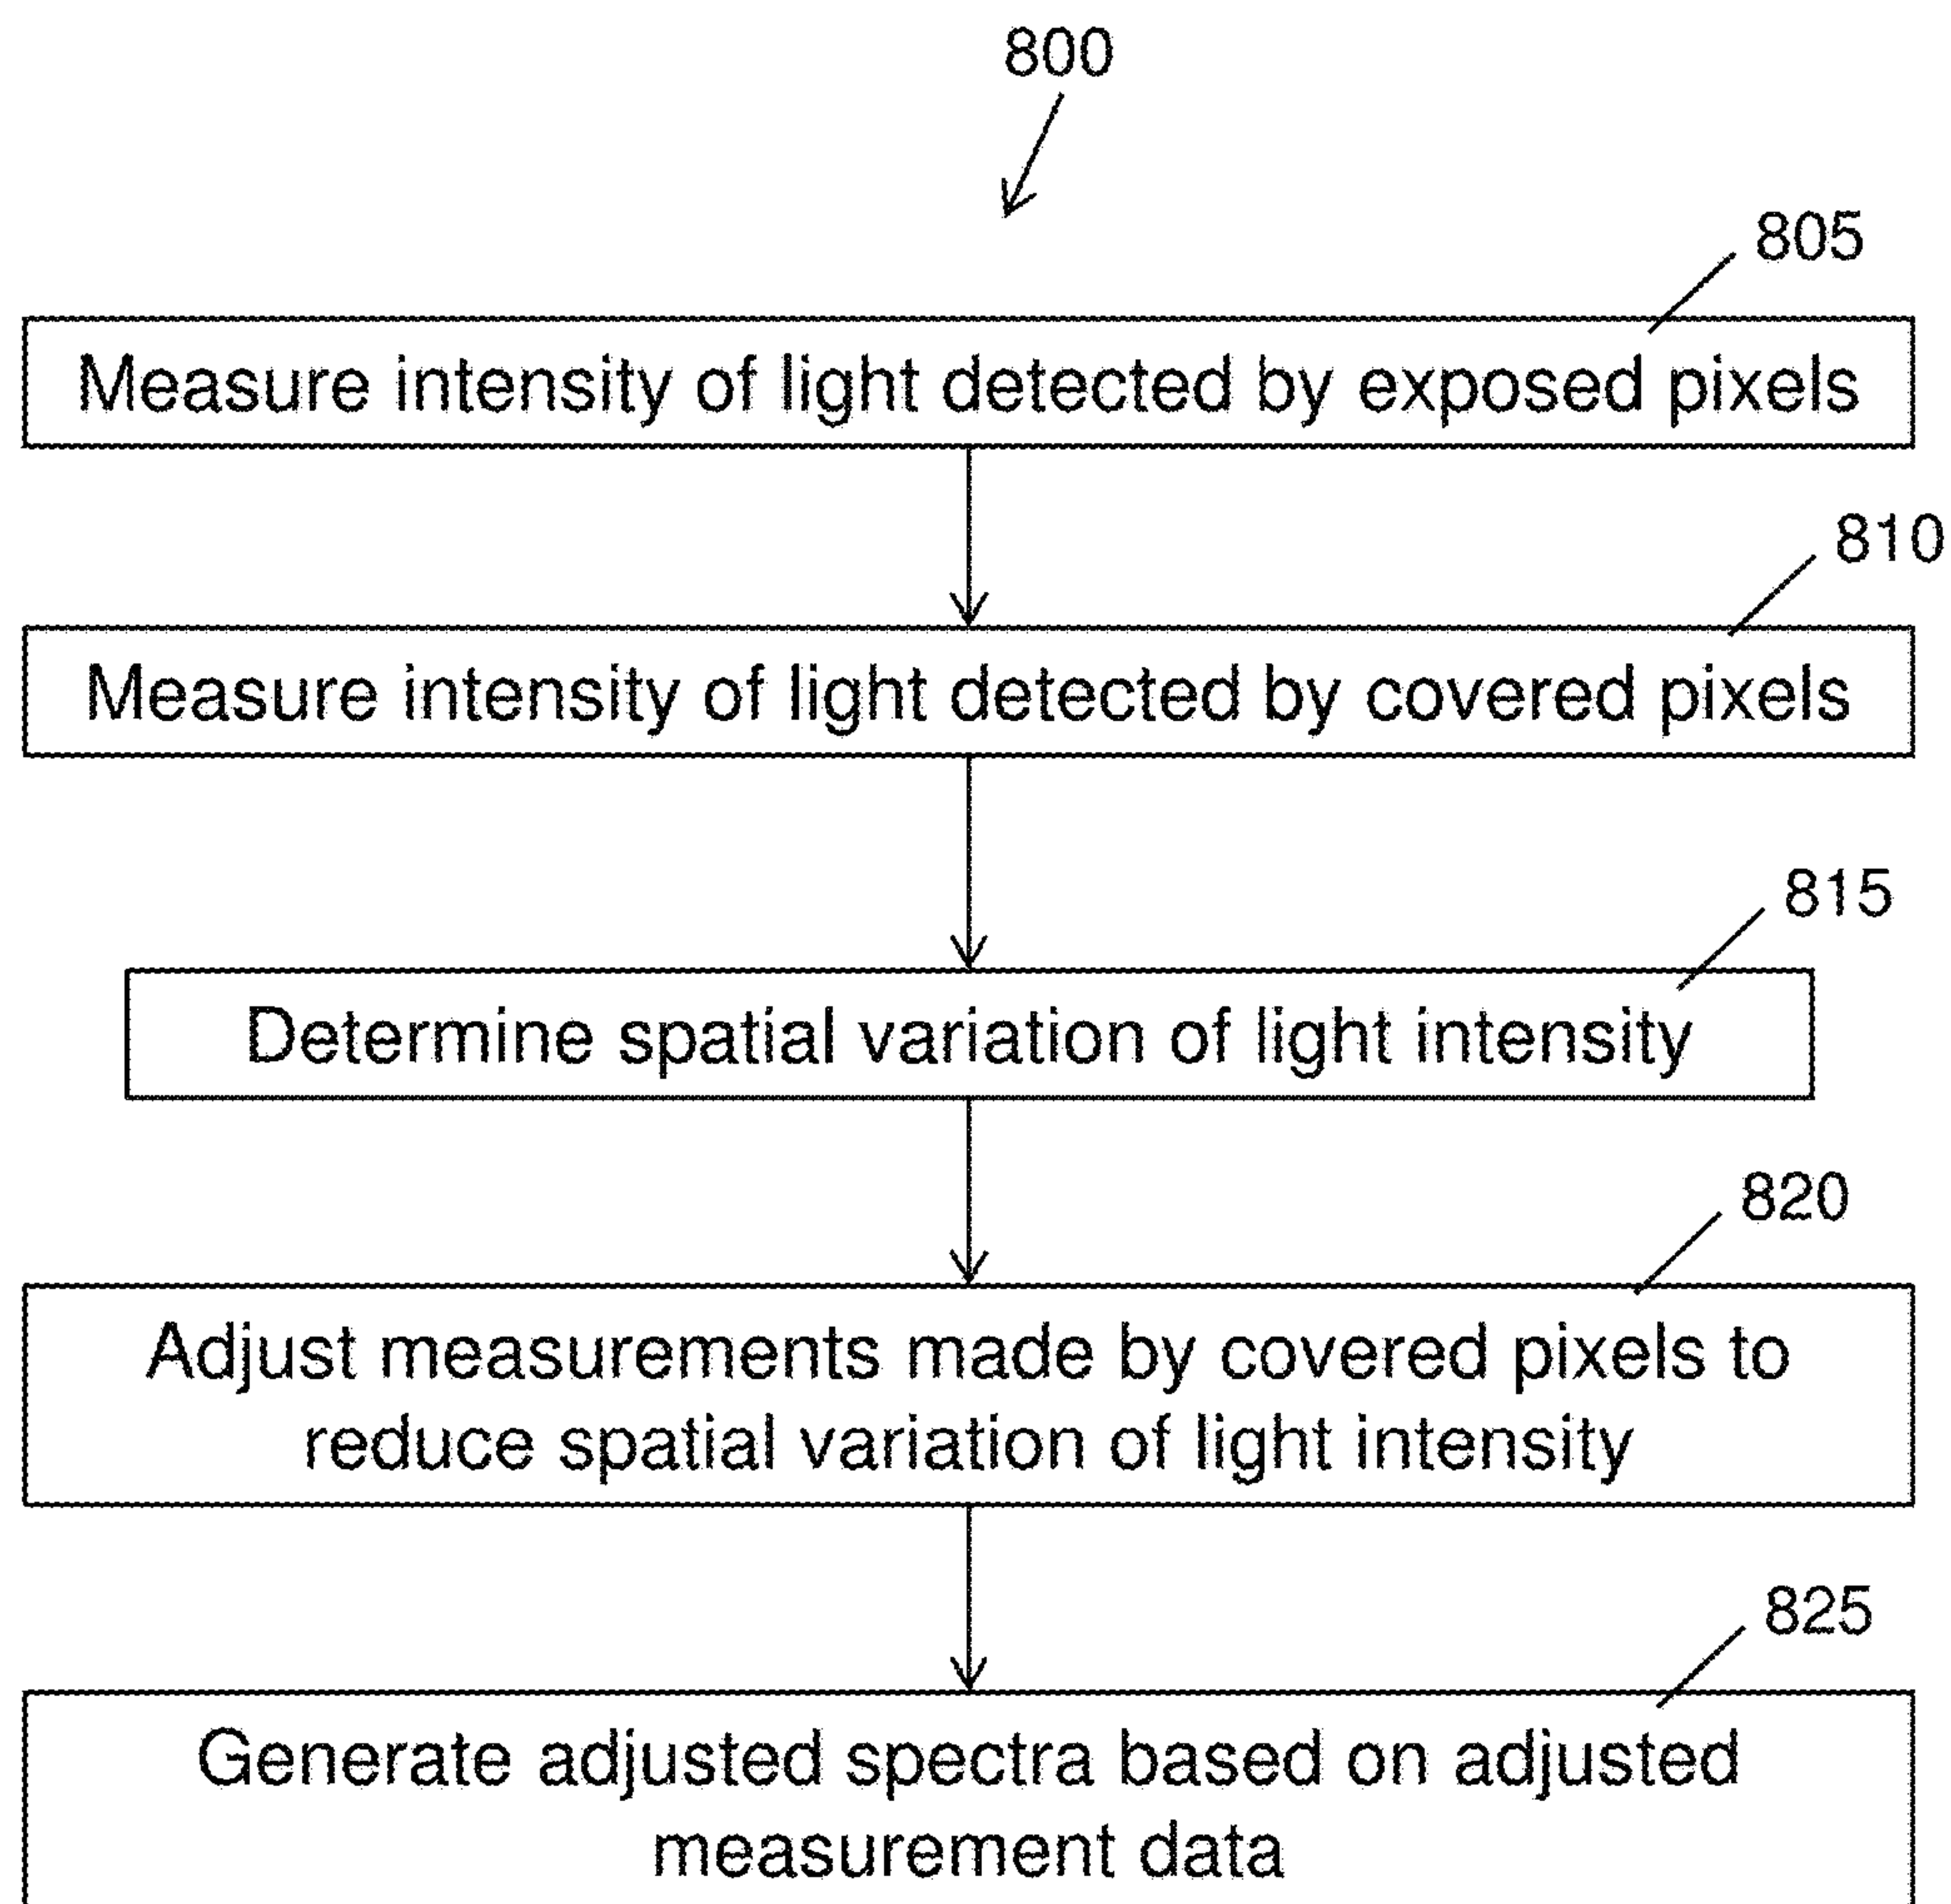 800
805
Measure intensity of light detected by exposed pixels
810
Measure intensity of light detected by covered pixels
815
Determine spatial variation of light intensity
820
Adjust measurements made by covered pixels to
reduce spatial variation of light intensity
825
Generate adjusted spectra based on adjusted
measurement data